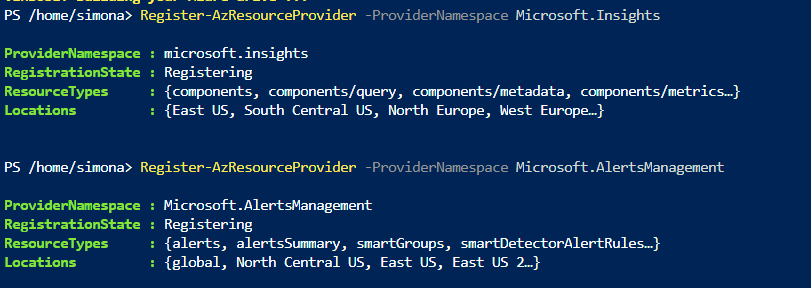 PS /home/simona> Register-AzResourceProvider -ProviderNamespace Microsoft.Insights
ProviderNamespace : microsoft.insights
RegistrationState : Registering
ResourceTypes : {components, components/query, components/metadata, components/metrics…}
Locations : {East US, South Central US, North Europe, West Europe…}
PS /home/simona> Register-AzResourceProvider -ProviderNamespace Microsoft.AlertsManagement
ProviderNamespace : Microsoft.AlertsManagement
RegistrationState : Registering
ResourceTypes : {alerts, alertsSummary, smartGroups, smartDetectorAlertRules…}
Locations : {global, North Central US, East US, East US 2…}